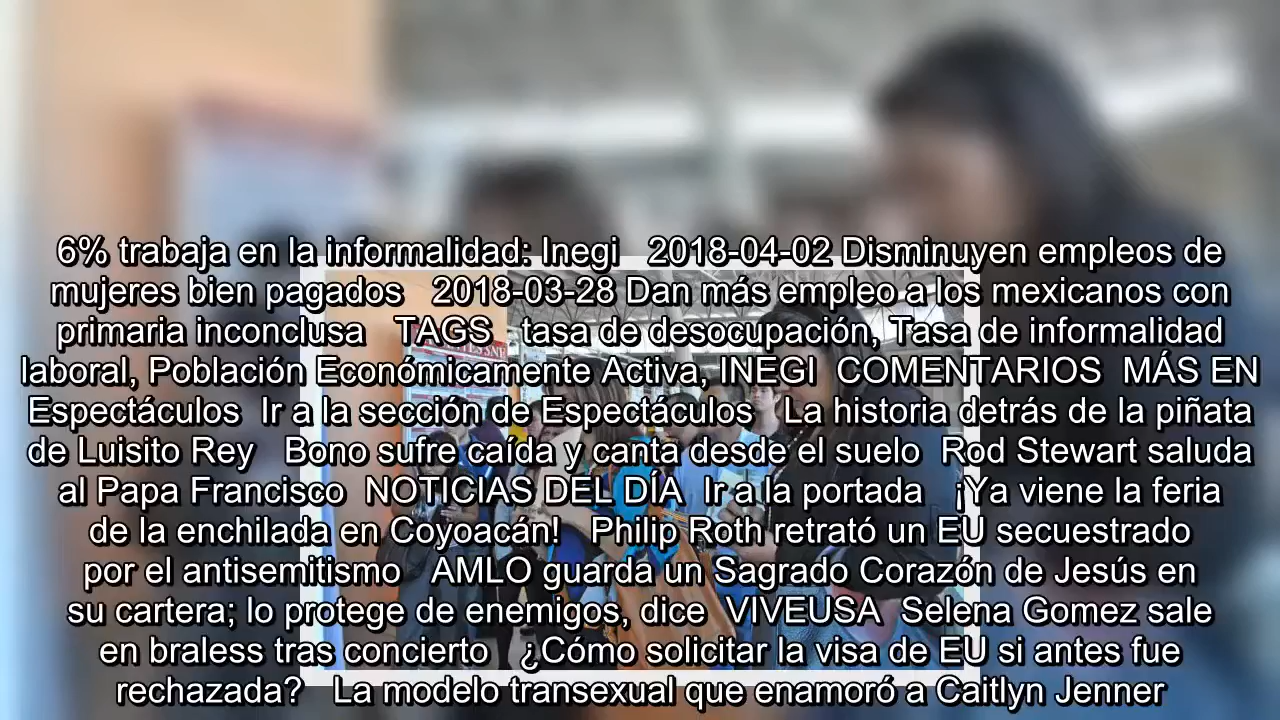 6% trabaja en la informalidad: Inegi 2018-04-02 Disminuyen empleos de
mujeres bien pagados 2018-03-28 Dan más empleo a los mexicanos con
primaria inconclusa TAGS tasa de desocupación, Tasa de informalidad
laboral, Población Económicamente Activa, INEGI COMENTARIOS MÁS EN
Espectáculos Ir a la sección de Espectáculos La historia detrás de la piñata
de Luisito Rey Bono sufre caída y canta desde el suelo Rod Stewart saluda
al Papa Francisco NOTICIAS DEL DÍA Ir a la portada ¡Ya viene la feria
de la enchilada en Coyoacán! Philip Roth retrató un EU secuestrado
por el antisemitismo AMLO guarda un Sagrado Corazón de Jesús en
su cartera; lo protege de enemigos, dice VIVEUSA Selena Gomez sale
en braless tras concierto ¿Cómo solicitar la visa de EU si antes fue
rechazada? La modelo transexual que enamoró a Caitlyn Jenner